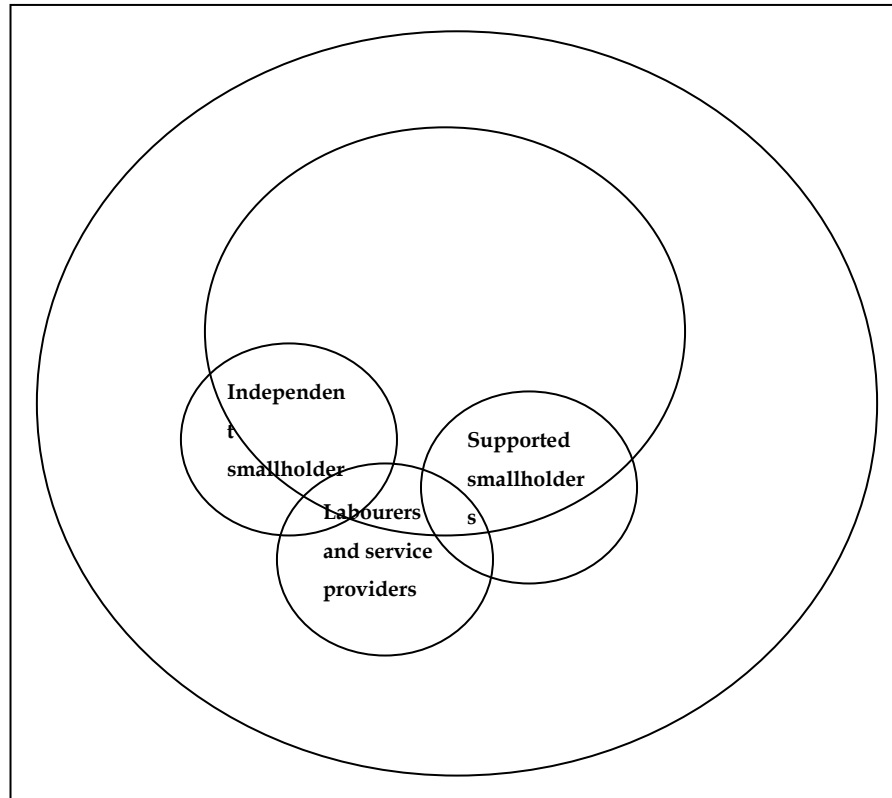 Independen
t
smallholder
Supported
smallholder
s
Labourers
and service
providers